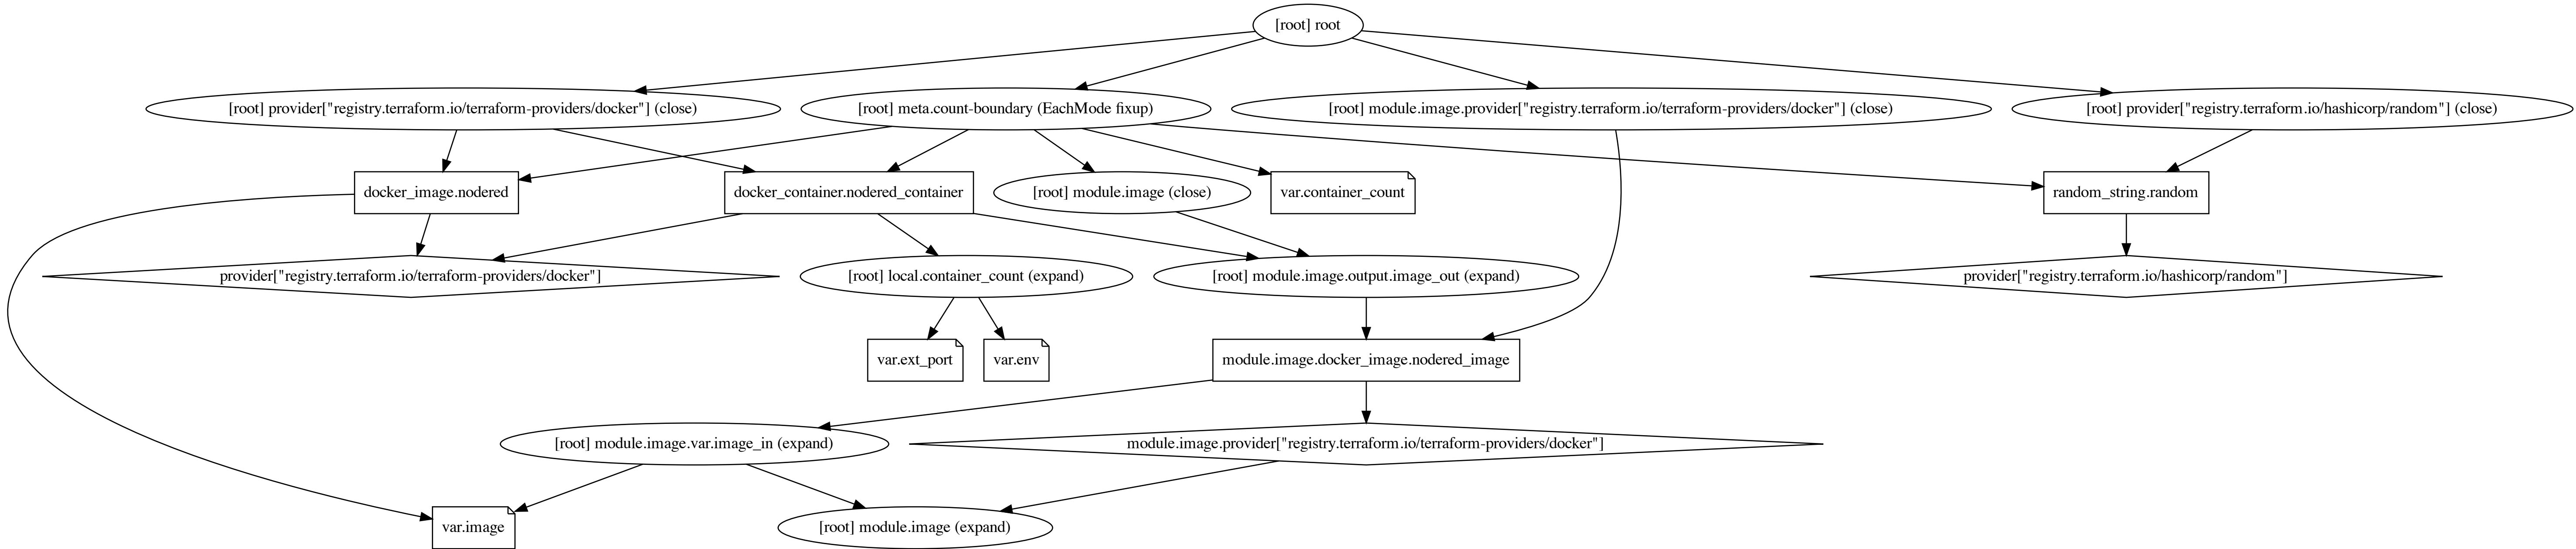 [root] root
[root] provider["registry.terraform.io/terraform-providers/docker"] (close)
[root] meta.count-boundary (EachMode fixup)
[root] module.image.provider["registry.terraform.io/terraform-providers/docker"] (close)
[root] provider["registry.terraform.io/hashicorp/random"] (close)
docker_image.nodered
docker_container.nodered_container
[root] module.image (close)
var.container_count
random_string.random
provider["registry.terraform.io/terraform-providers/docker"]
[root] local.container_count (expand)
[root] module.image.output.image_out (expand)
provider["registry.terraform.io/hashicorp/random"]
var.ext_port
var.env
module.image.docker_image.nodered_image
[root] module.image.var.image_in (expand)
module.image.provider["registry.terraform.io/terraform-providers/docker"]
var.image
[root] module.image (expand)